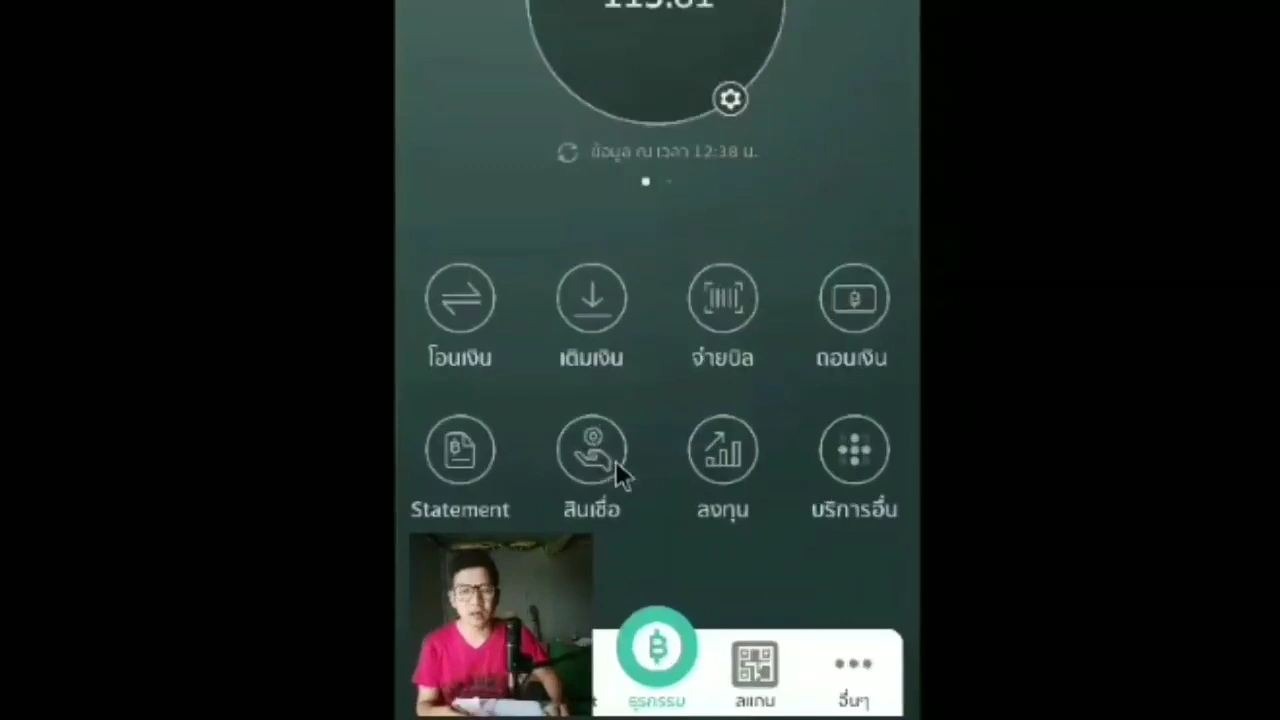 ข้อมูล ณ เวลา 12:38 น.
โอนเงิน เติมเงิน จ่ายบิล ถอนเงิน
Statement สินเชื่อ ลงทุน บริการอื่น
ธุรกรรม สแกน อื่นๆ